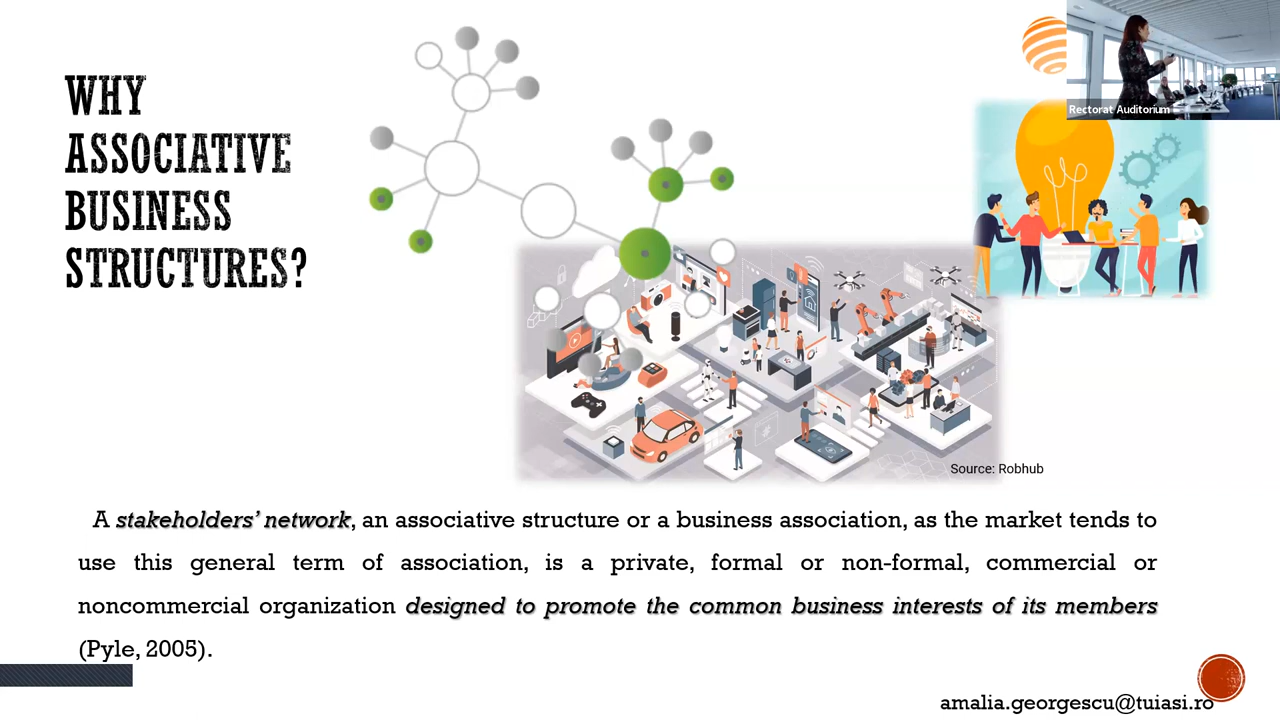 WHY
ASSOCIATIVE
BUSINESS
STRUCTURES?
Rectorat Auditorium
Source: Robhub
A stakeholders' network, an associative structure or a business association, as the market tends to
use this general term of association, is a private, formal or non-formal, commercial or
noncommercial organization designed to promote the common business interests of its members
(Pyle, 2005).
amalia.georgescu@tuiasi.ro